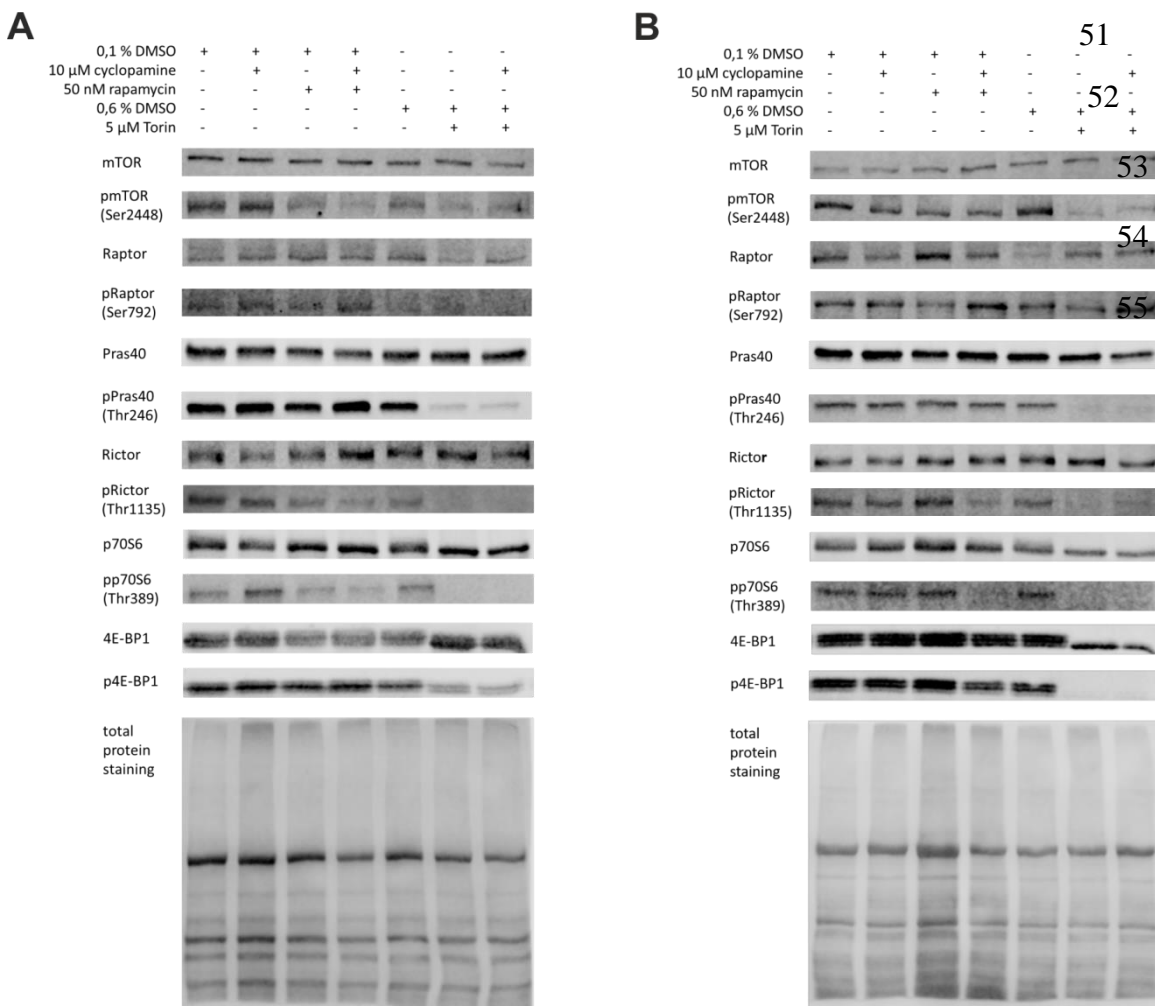 A
0,1 % DMSO + + + + - - -
10 µM cyclopamine - + - + - - +
50 nM rapamycin - - + + - - -
0,6 % DMSO - - - - + + +
5 µM Torin - - - - - + +
mTOR
pmTOR
(Ser2448)
Raptor
pRaptor
(Ser792)
Pras40
pPras40
(Thr246)
Rictor
pRictor
(Thr1135)
p70S6
pp70S6
(Thr389)
4E-BP1
p4E-BP1
total
protein
staining
B
51
0,1 % DMSO + + + + - - -
10 µM cyclopamine - + - + - - +
50 nM rapamycin - - + + - - -
52
0,6 % DMSO - - - - + + +
5 µM Torin - - - - - + +
mTOR
53
pmTOR
(Ser2448)
54
Raptor
pRaptor
(Ser792)
55
Pras40
pPras40
(Thr246)
Rictor
pRictor
(Thr1135)
p70S6
pp70S6
(Thr389)
4E-BP1
p4E-BP1
total
protein
staining